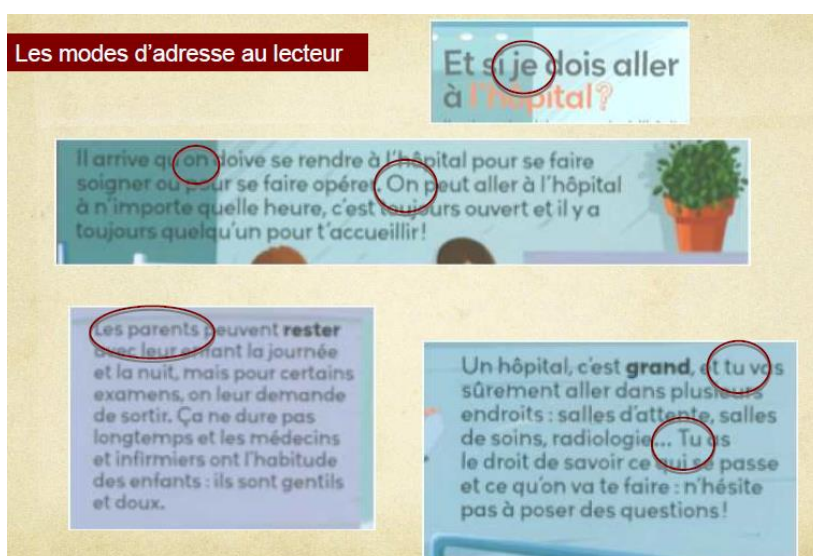 Les modes d'adresse au lecteur
Et si je dois aller
à l'hôpital ?
Il arrive qu'on doive se rendre à l'hôpital pour se faire
soigner ou pour se faire opérer. On peut aller à l'hôpital
à n'importe quelle heure, c'est toujours ouvert et il y a
toujours quelqu'un pour t'accueillir !
Les parents peuvent rester
avec leur enfant la journée
et la nuit, mais pour certains
examens, on leur demande
de sortir. Ça ne dure pas
longtemps et les médecins
et infirmiers ont l'habitude
des enfants : ils sont gentils
et doux.
Un hôpital, c'est grand, et tu vas
sûrement aller dans plusieurs
endroits : salles d'attente, salles
de soins, radiologie... Tu as
le droit de savoir ce qui se passe
et ce qu'on va te faire : n'hésite
pas à poser des questions !